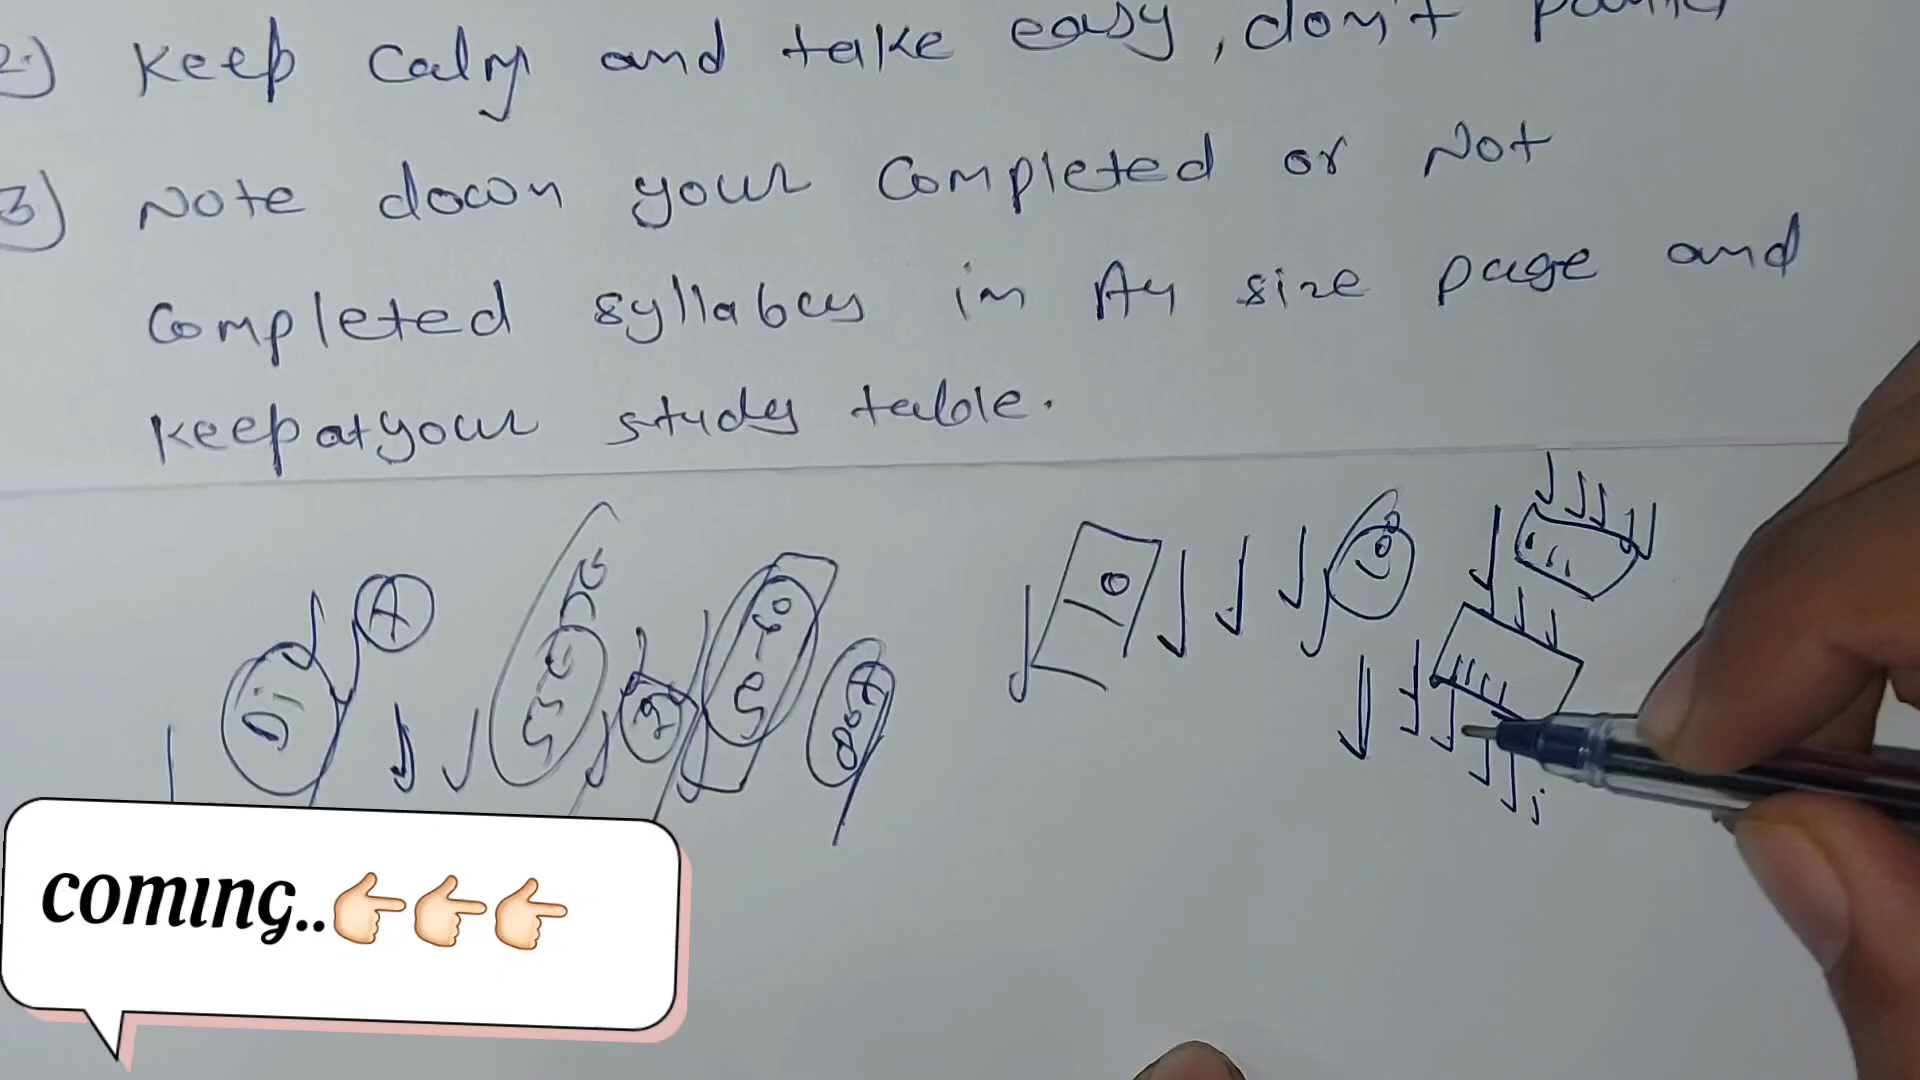 2.) Keep Calm and take easy, don't
3) Note down your Completed or Not
Completed syllabus in A4 size page and
Keep at your study table.
coming..👉🏻👉🏻👉🏻